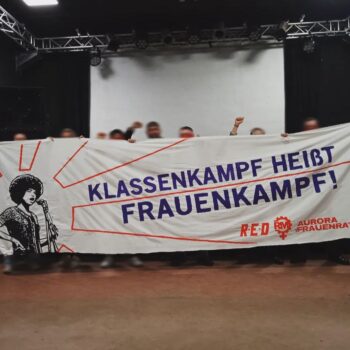 KLASSENKAMPF HEIẞT
FRAUENKAMPF!
RED
AURORA
FRAUENRAT